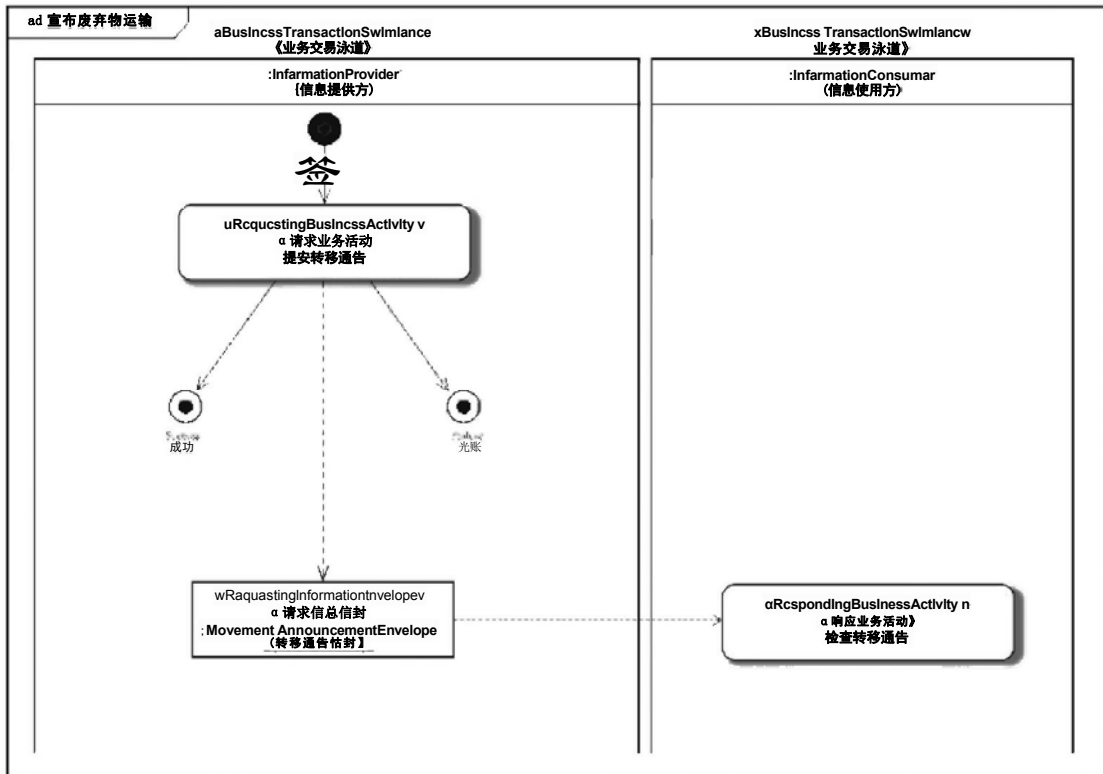 ad 宣布废弃物运输
aBusIncssTransactIonSwImIance
《业务交易泳道》
xBusIncss TransactIonSwImIancw
业务交易泳道》
:InfarmationProvider
{信息提供方)
:InfarmationConsumar
(信息使用方)
签
uRcqucstingBusIncssActIvIty v
α 请求业务活动
提安转移通告
成功
光账
wRaquastingInformationtnvelopev
α 请求信总信封
:Movement AnnouncementEnvelope
(转移通告怙封】
αRcspondIngBusInessActIvIty n
α 响应业务活动》
检查转移通告